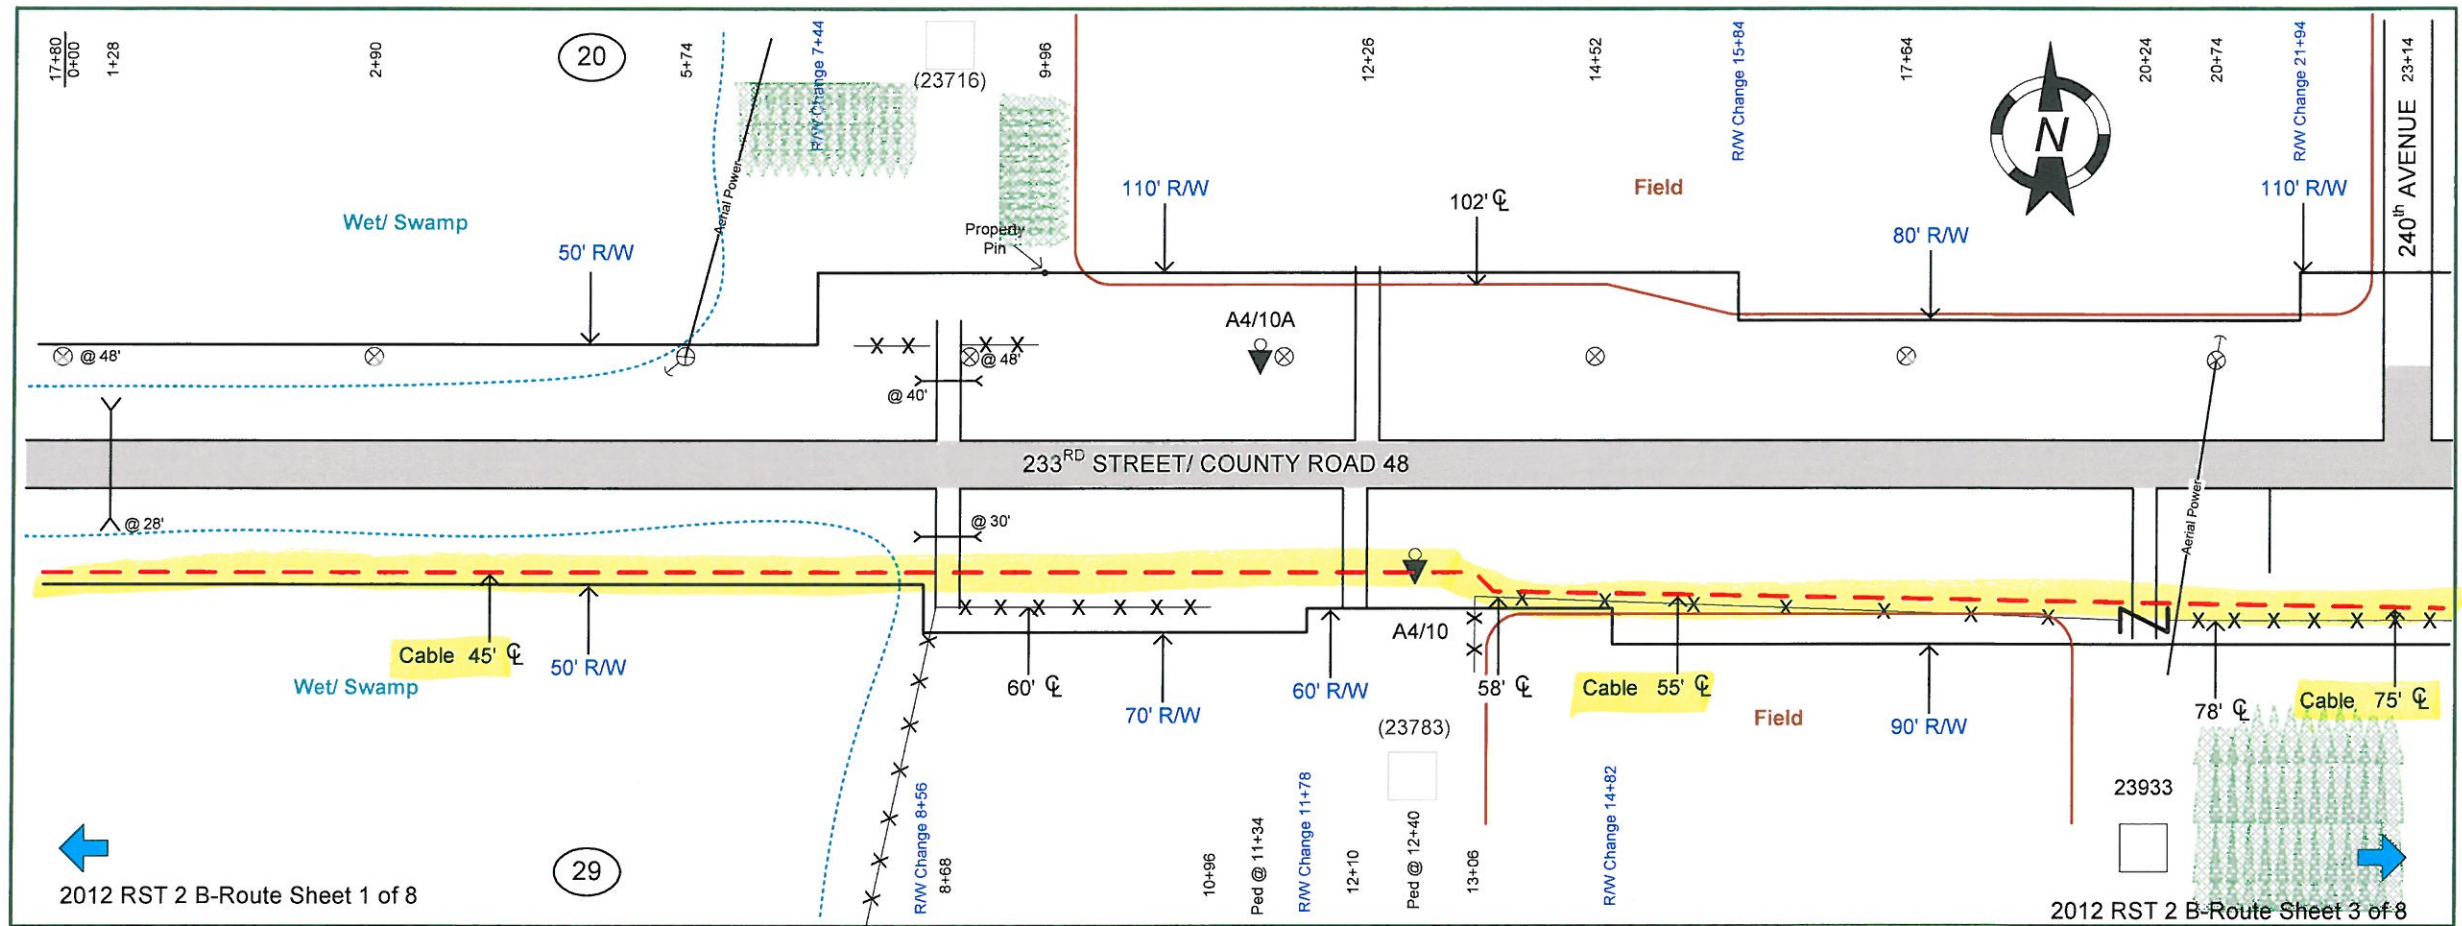 17+80
0+00
1+28
2+90
20
5+74
R/W Change 7+44
(23716)
9+96
12+26
14+52
R/W Change 15+84
17+64
N
20+24
20+74
R/W Change 21+94
240th AVENUE
23+14
Wet/ Swamp
50' R/W
Aerial Power
Property
Pin
110' R/W
102' ℄
Field
80' R/W
110' R/W
@ 48'
@ 48'
@ 40'
A4/10A
233RD STREET/ COUNTY ROAD 48
@ 28'
@ 30'
Aerial Power
Cable 45' ℄
50' R/W
Wet/ Swamp
60' ℄
70' R/W
60' R/W
A4/10
58' ℄
Cable 55' ℄
Field
90' R/W
78' ℄
Cable 75' ℄
(23783)
23933
29
R/W Change 8+56
8+68
10+96
Ped @ 11+34
R/W Change 11+78
12+10
Ped @ 12+40
13+06
R/W Change 14+82
2012 RST 2 B-Route Sheet 1 of 8
2012 RST 2 B-Route Sheet 3 of 8